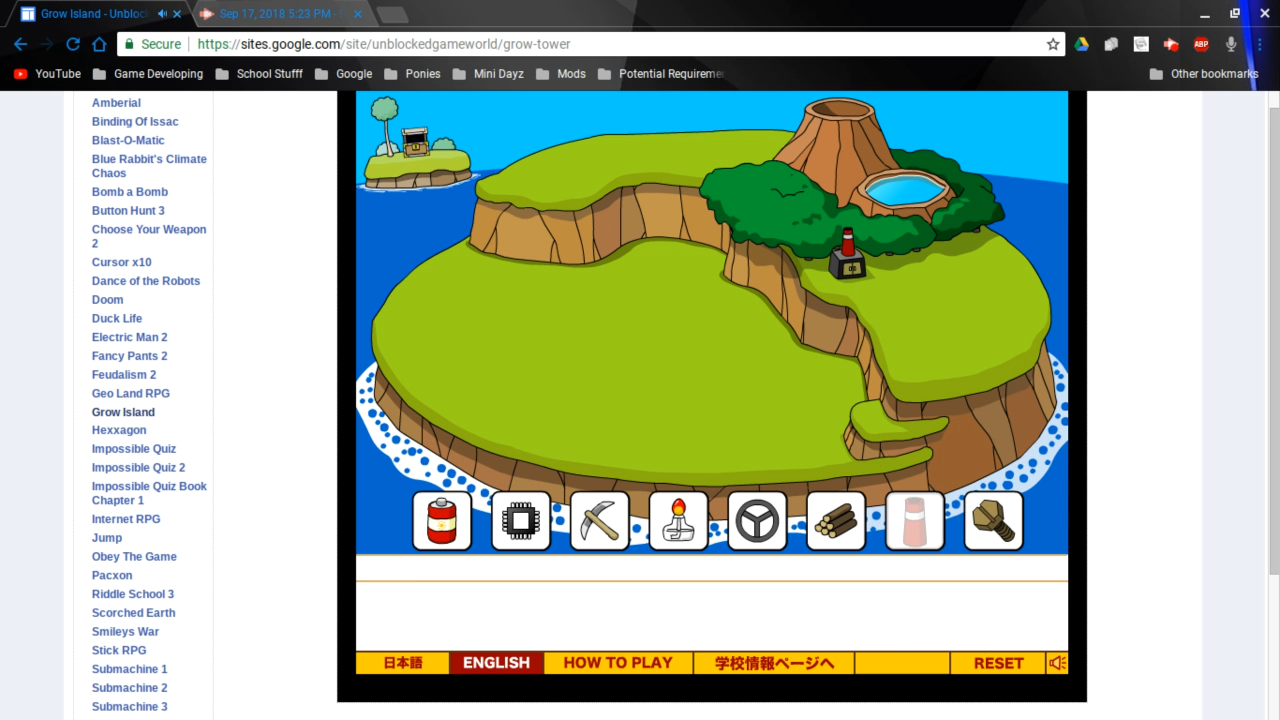 Grow Island - Unbloc
Sep 17, 2018 5:23 PM -
Secure
https://sites.google.com/site/unblockedgameworld/grow-tower
ABP
YouTube
Game Developing
School Stufff
Google
Ponies
Mini Dayz
Mods
Potential Requireme
Other bookmarks
Amberial
Binding Of Issac
Blast-O-Matic
Blue Rabbit's Climate
Chaos
Bomb a Bomb
Button Hunt 3
Choose Your Weapon
2
Cursor x10
Dance of the Robots
Doom
Duck Life
Electric Man 2
Fancy Pants 2
Feudalism 2
Geo Land RPG
Grow Island
Hexxagon
Impossible Quiz
Impossible Quiz 2
Impossible Quiz Book
Chapter 1
Internet RPG
Jump
Obey The Game
Pacxon
Riddle School 3
Scorched Earth
Smileys War
Stick RPG
Submachine 1
Submachine 2
Submachine 3
日本語
ENGLISH
HOW TO PLAY
学校情報ページへ
RESET